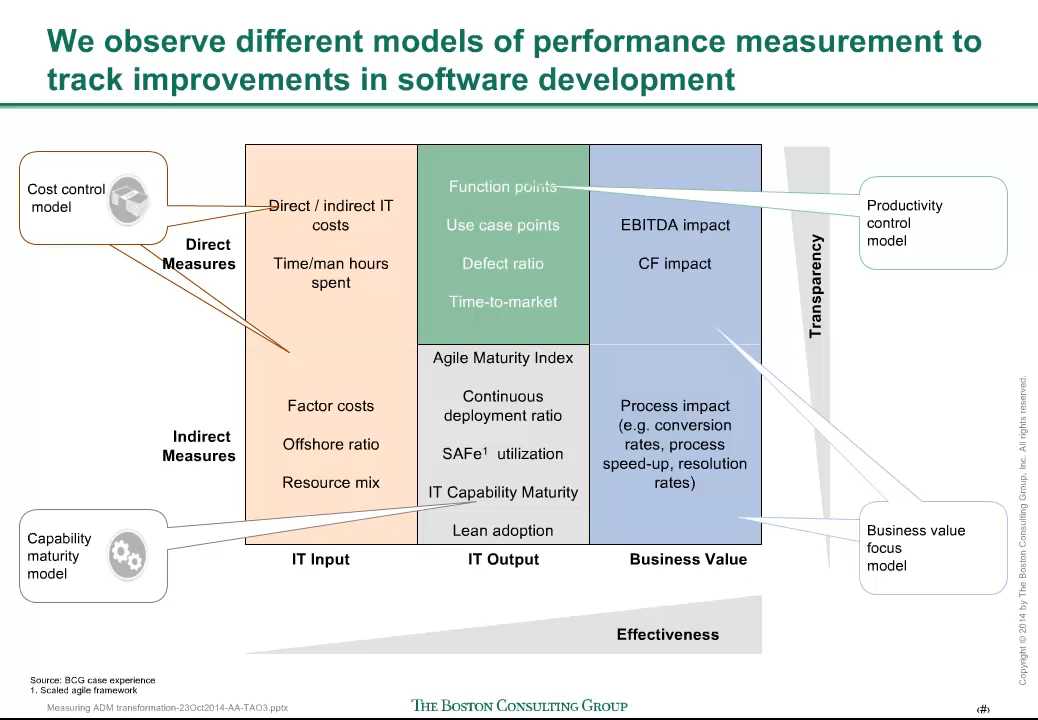 We observe different models of performance measurement to
track improvements in software development
Cost control
model
Direct
Measures
Direct / indirect IT
costs
Time/man hours
spent
Function points
Use case points
Defect ratio
Time-to-market
EBITDA impact
CF impact
Transparency
Productivity
control
model
Indirect
Measures
Factor costs
Offshore ratio
Resource mix
Agile Maturity Index
Continuous
deployment ratio
SAFe¹ utilization
IT Capability Maturity
Lean adoption
Process impact
(e.g. conversion
rates, process
speed-up, resolution
rates)
Capability
maturity
model
Business value
focus
model
IT Input
IT Output
Business Value
Effectiveness
Source: BCG case experience
1. Scaled agile framework
Measuring ADM transformation-23Oct2014-AA-TAO3.pptx
THE BOSTON CONSULTING GROUP
‹#›
Copyright © 2014 by The Boston Consulting Group, Inc. All rights reserved.